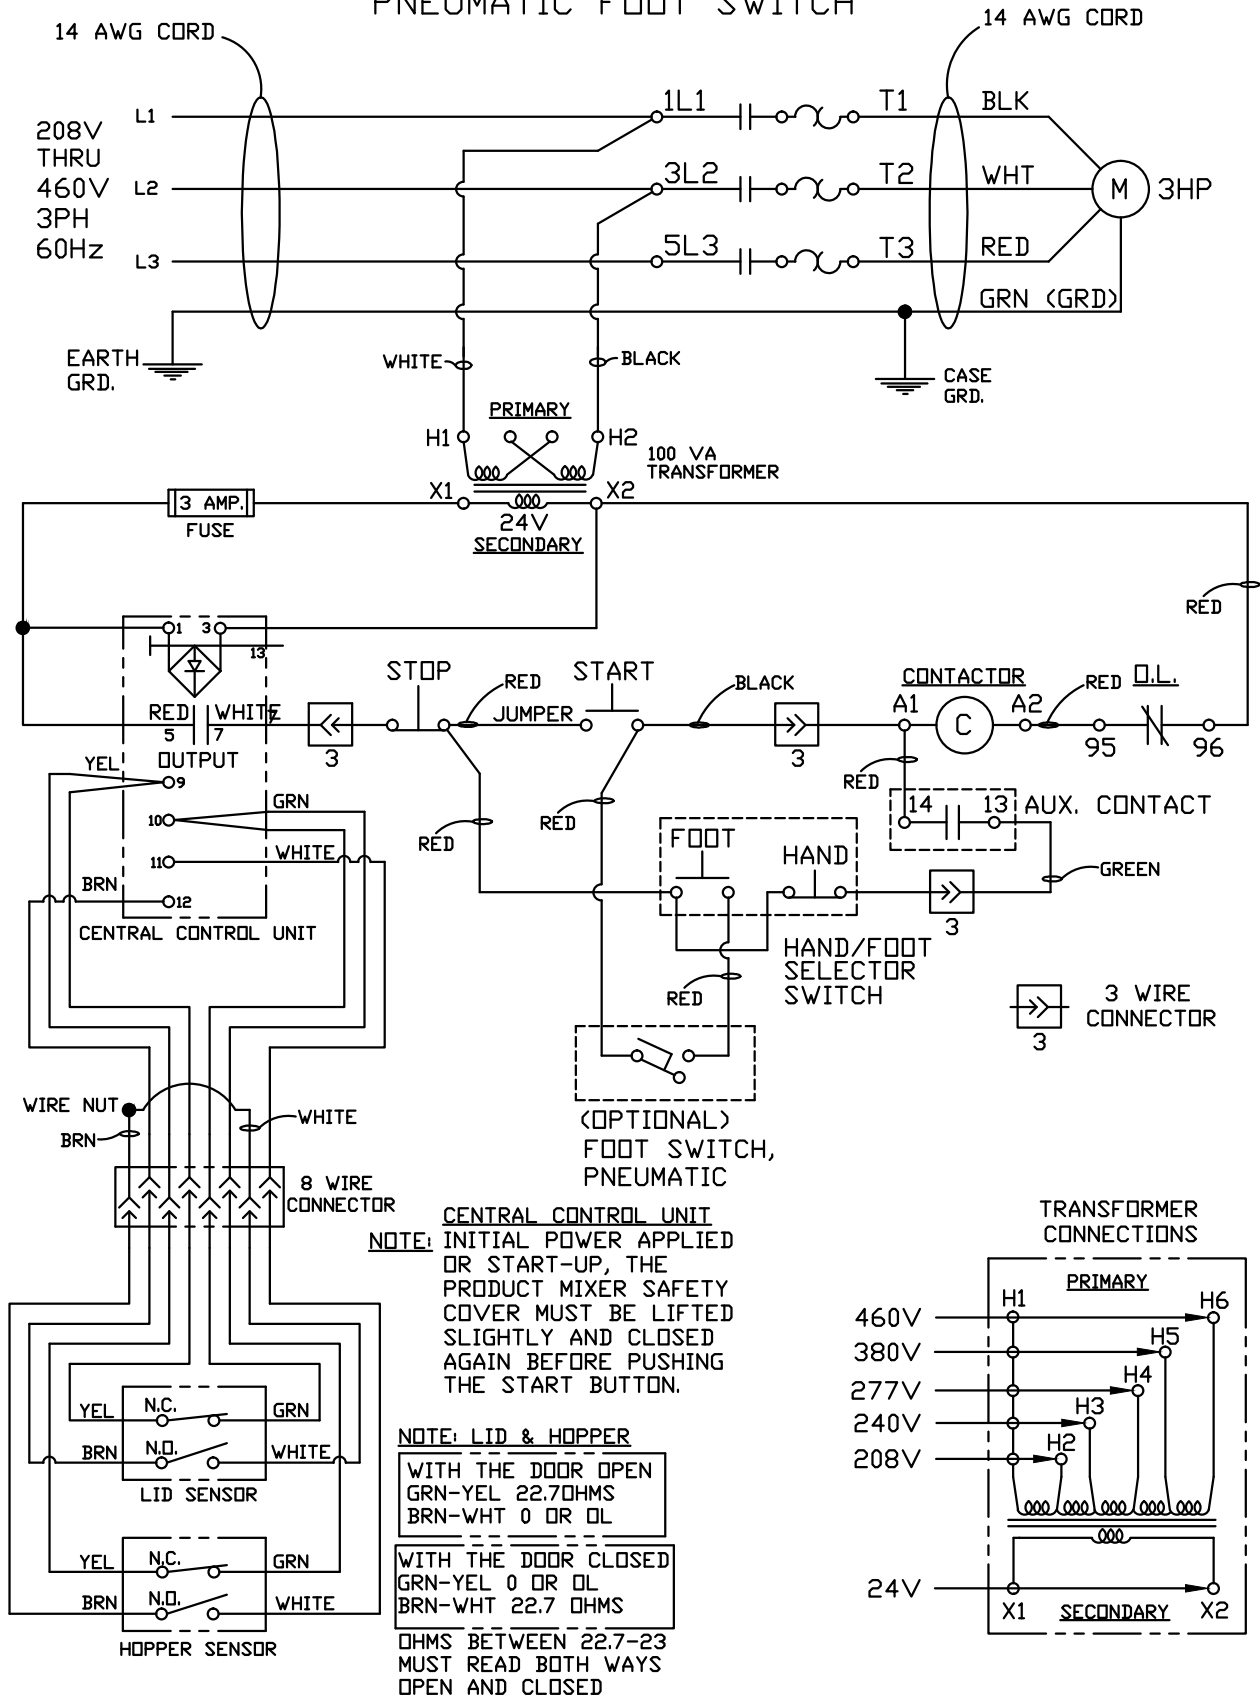 PNEUMATIC FOOT SWITCH
14 AWG CORD
14 AWG CORD
208V
THRU
460V
3PH
60Hz
L1
L2
L3
1L1
3L2
5L3
T1
T2
T3
BLK
WHT
RED
GRN (GRD)
M
3HP
EARTH
GRD.
CASE
GRD.
WHITE
BLACK
PRIMARY
H1
H2
100 VA
TRANSFORMER
X1
X2
24V
SECONDARY
3 AMP.
FUSE
RED
1
3
13
RED
WHITE
7
5
7
OUTPUT
3
STOP
RED
JUMPER
START
BLACK
3
CONTACTOR
A1
C
A2
RED
O.L.
95
96
YEL
9
GRN
10
WHITE
11
BRN
12
CENTRAL CONTROL UNIT
RED
RED
RED
14
13
AUX. CONTACT
GREEN
FOOT
HAND
3
HAND/FOOT
SELECTOR
SWITCH
RED
3 WIRE
CONNECTOR
3
(OPTIONAL)
FOOT SWITCH,
PNEUMATIC
WIRE NUT
BRN
WHITE
8 WIRE
CONNECTOR
CENTRAL CONTROL UNIT
NOTE: INITIAL POWER APPLIED
OR START-UP, THE
PRODUCT MIXER SAFETY
COVER MUST BE LIFTED
SLIGHTLY AND CLOSED
AGAIN BEFORE PUSHING
THE START BUTTON.
YEL
N.C.
GRN
BRN
N.O.
WHITE
LID SENSOR
YEL
N.C.
GRN
BRN
N.O.
WHITE
HOPPER SENSOR
NOTE: LID & HOPPER
WITH THE DOOR OPEN
GRN-YEL 22.7OHMS
BRN-WHT 0 OR OL
WITH THE DOOR CLOSED
GRN-YEL 0 OR OL
BRN-WHT 22.7 OHMS
OHMS BETWEEN 22.7-23
MUST READ BOTH WAYS
OPEN AND CLOSED
TRANSFORMER
CONNECTIONS
PRIMARY
460V
H1
H6
380V
H5
277V
H4
240V
H3
208V
H2
24V
X1
SECONDARY
X2